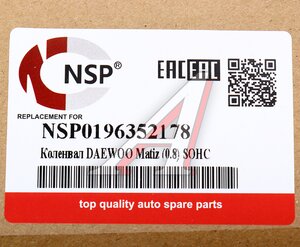 NSP®
EAC EAC
REPLACEMENT FOR
NSP0196352178
Коленвал DAEWOO Matiz (0.8) SOHC
top quality auto spare parts